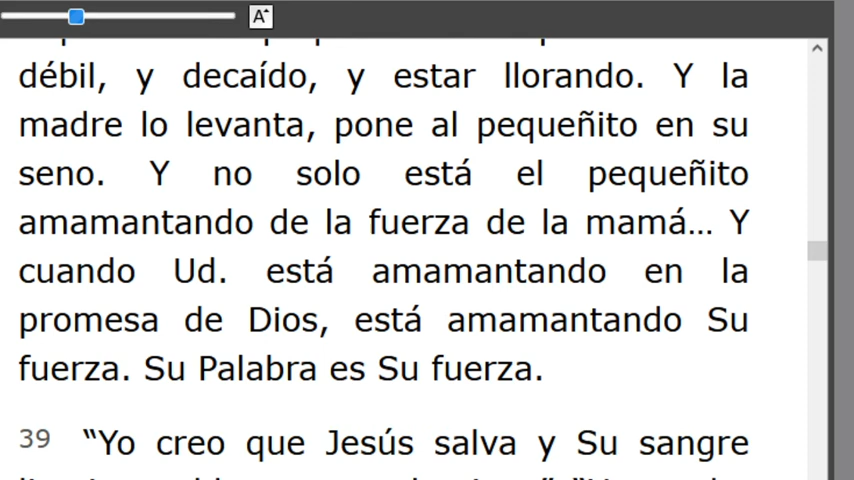 A
débil, y decaído, y estar llorando. Y la
madre lo levanta, pone al pequeñito en su
seno. Y no solo está el pequeñito
amamantando de la fuerza de la mamá... Y
cuando Ud. está amamantando en la
promesa de Dios, está amamantando Su
fuerza. Su Palabra es Su fuerza.
39 “Yo creo que Jesús salva y Su sangre